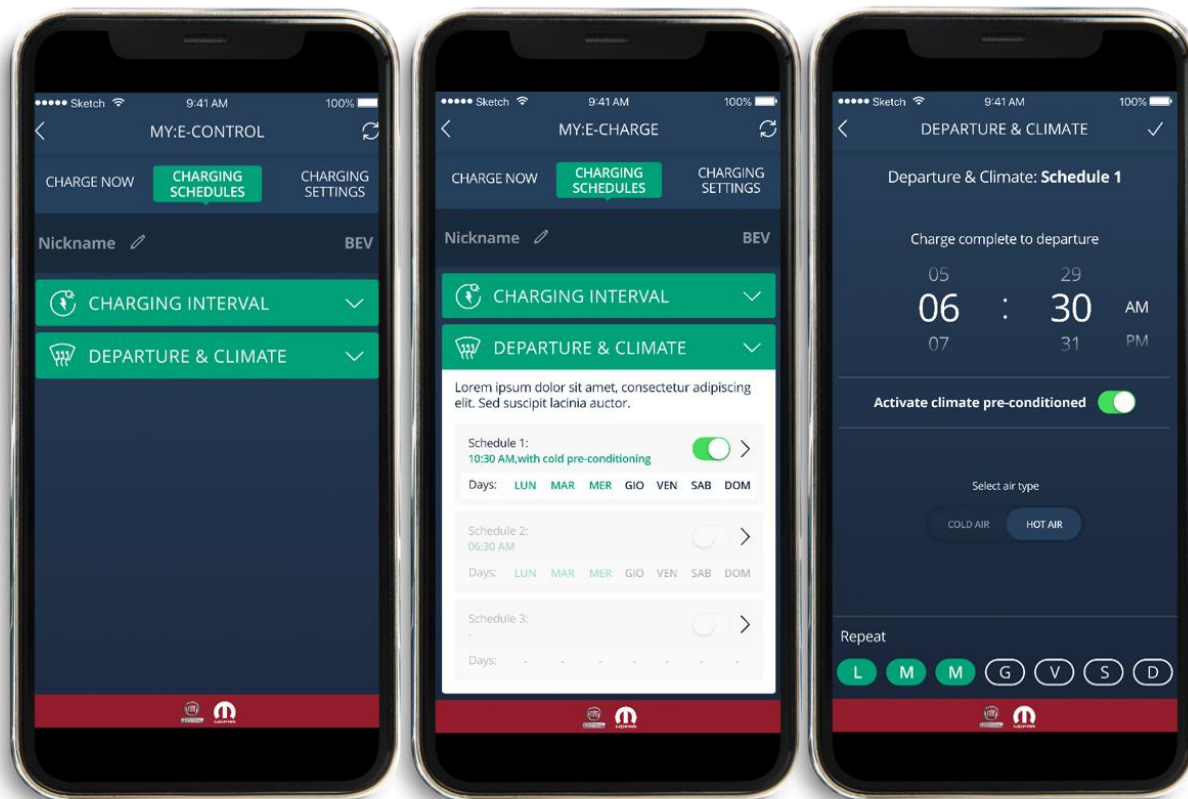 Sketch 9:41 AM 100%
MY:E-CONTROL
CHARGE NOW
CHARGING
SCHEDULES
CHARGING
SETTINGS
Nickname BEV
CHARGING INTERVAL
DEPARTURE & CLIMATE
MOPAR
Sketch 9:41 AM 100%
MY:E-CHARGE
CHARGE NOW
CHARGING
SCHEDULES
CHARGING
SETTINGS
Nickname BEV
CHARGING INTERVAL
DEPARTURE & CLIMATE
Lorem ipsum dolor sit amet, consectetur adipiscing
elit. Sed suscipit lacinia auctor.
Schedule 1:
10:30 AM,with cold pre-conditioning
Days: LUN MAR MER GIO VEN SAB DOM
Schedule 2:
06:30 AM
Days: LUN MAR MER GIO VEN SAB DOM
Schedule 3:
-
Days: - - - - - - -
MOPAR
Sketch 9:41 AM 100%
DEPARTURE & CLIMATE
Departure & Climate: Schedule 1
Charge complete to departure
05 29
06 : 30 AM
07 31 PM
Activate climate pre-conditioned
Select air type
COLD AIR HOT AIR
Repeat
L M M G V S D
MOPAR